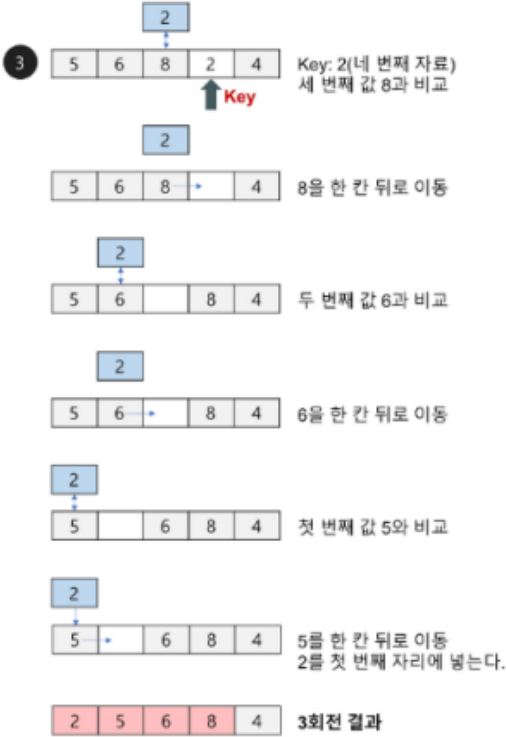 2
3 5 6 8 2 4 Key: 2(네 번째 자료)
세 번째 값 8과 비교
Key
2
5 6 8 4 8을 한 칸 뒤로 이동
2
5 6 8 4 두 번째 값 6과 비교
2
5 6 8 4 6을 한 칸 뒤로 이동
2
5 6 8 4 첫 번째 값 5와 비교
2
5 6 8 4 5를 한 칸 뒤로 이동
2를 첫 번째 자리에 넣는다.
2 5 6 8 4 3회전 결과